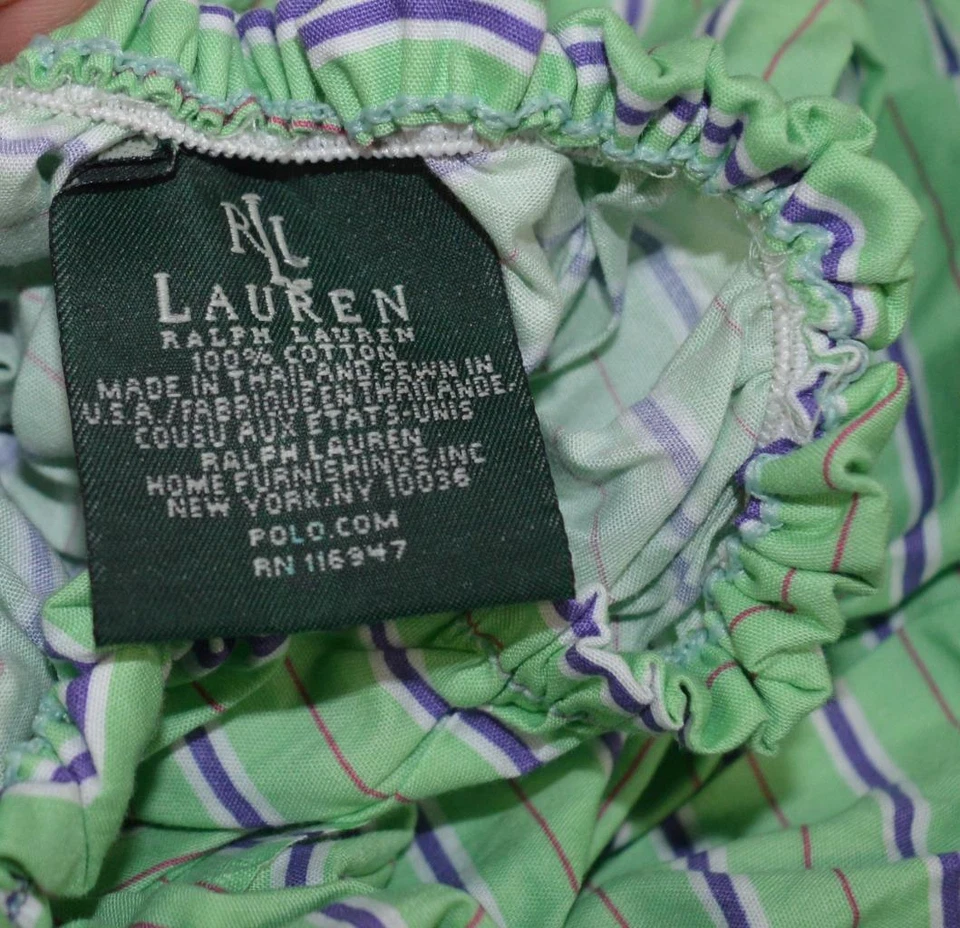 RLL
LAUREN
RALPH LAUREN
100% COTTON
MADE IN THAILAND SEWN IN
U.S.A./FABRIQUE EN THAILANDE-
COUSU AUX ETATS-UNIS
RALPH LAUREN
HOME FURNISHINGS, INC
NEW YORK, NY 10036
POLO.COM
RN 116947